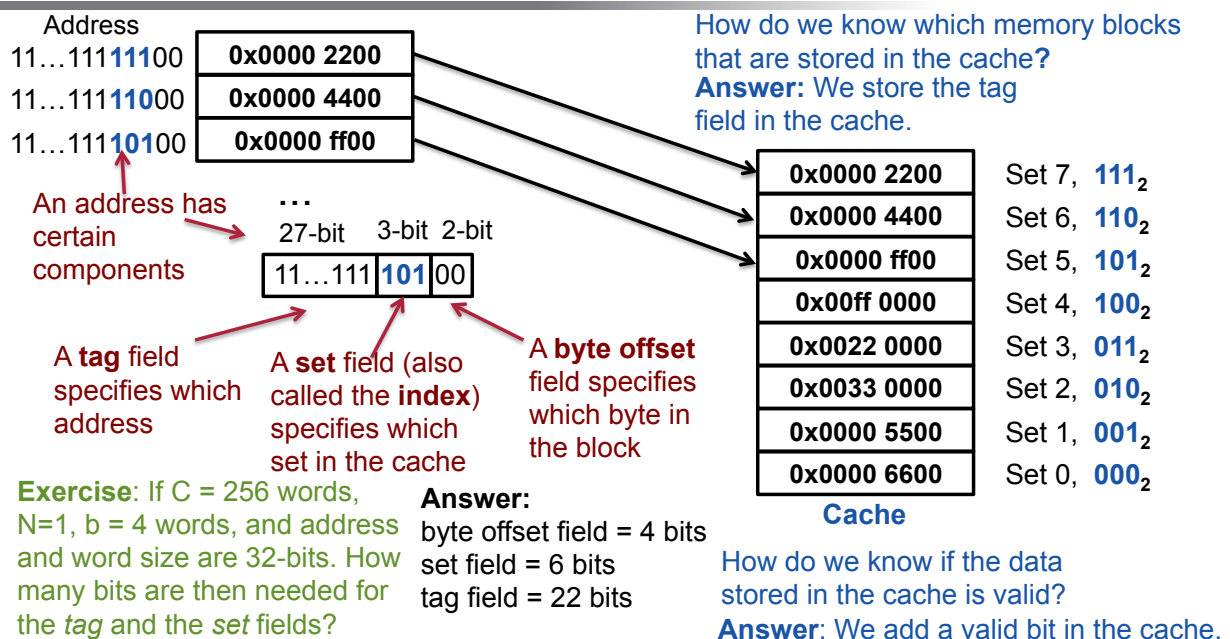 Address
11…1111100 0x0000 2200
11…1111000 0x0000 4400
11…1110100 0x0000 ff00
…
An address has
certain
components
27-bit 3-bit 2-bit
11…111 101 00
A tag field
specifies which
address
A set field (also
called the index)
specifies which
set in the cache
A byte offset
field specifies
which byte in
the block
How do we know which memory blocks
that are stored in the cache?
Answer: We store the tag
field in the cache.
0x0000 2200 Set 7, 111₂
0x0000 4400 Set 6, 110₂
0x0000 ff00 Set 5, 101₂
0x00ff 0000 Set 4, 100₂
0x0022 0000 Set 3, 011₂
0x0033 0000 Set 2, 010₂
0x0000 5500 Set 1, 001₂
0x0000 6600 Set 0, 000₂
Cache
Exercise: If C = 256 words,
N=1, b = 4 words, and address
and word size are 32-bits. How
many bits are then needed for
the tag and the set fields?
Answer:
byte offset field = 4 bits
set field = 6 bits
tag field = 22 bits
How do we know if the data
stored in the cache is valid?
Answer: We add a valid bit in the cache.